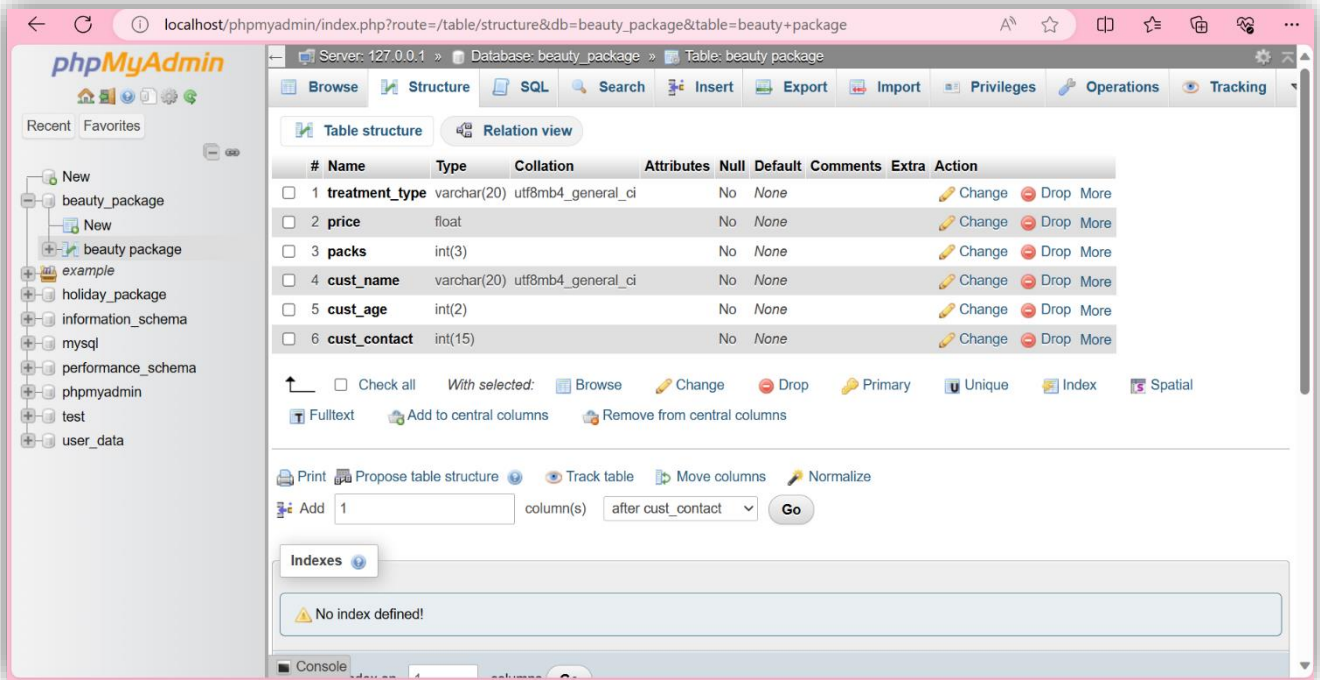 localhost/phpmyadmin/index.php?route=/table/structure&db=beauty_package&table=beauty+package
phpMyAdmin
Recent Favorites
New
beauty_package
New
beauty package
example
holiday_package
information_schema
mysql
performance_schema
phpmyadmin
test
user_data
Server: 127.0.0.1 » Database: beauty_package » Table: beauty package
Browse Structure SQL Search Insert Export Import Privileges Operations Tracking
Table structure Relation view
# Name Type Collation Attributes Null Default Comments Extra Action
1 treatment_type varchar(20) utf8mb4_general_ci No None Change Drop More
2 price float No None Change Drop More
3 packs int(3) No None Change Drop More
4 cust_name varchar(20) utf8mb4_general_ci No None Change Drop More
5 cust_age int(2) No None Change Drop More
6 cust_contact int(15) No None Change Drop More
Check all With selected: Browse Change Drop Primary Unique Index Spatial
Fulltext Add to central columns Remove from central columns
Print Propose table structure Track table Move columns Normalize
Add 1 column(s) after cust_contact Go
Indexes
No index defined!
Console